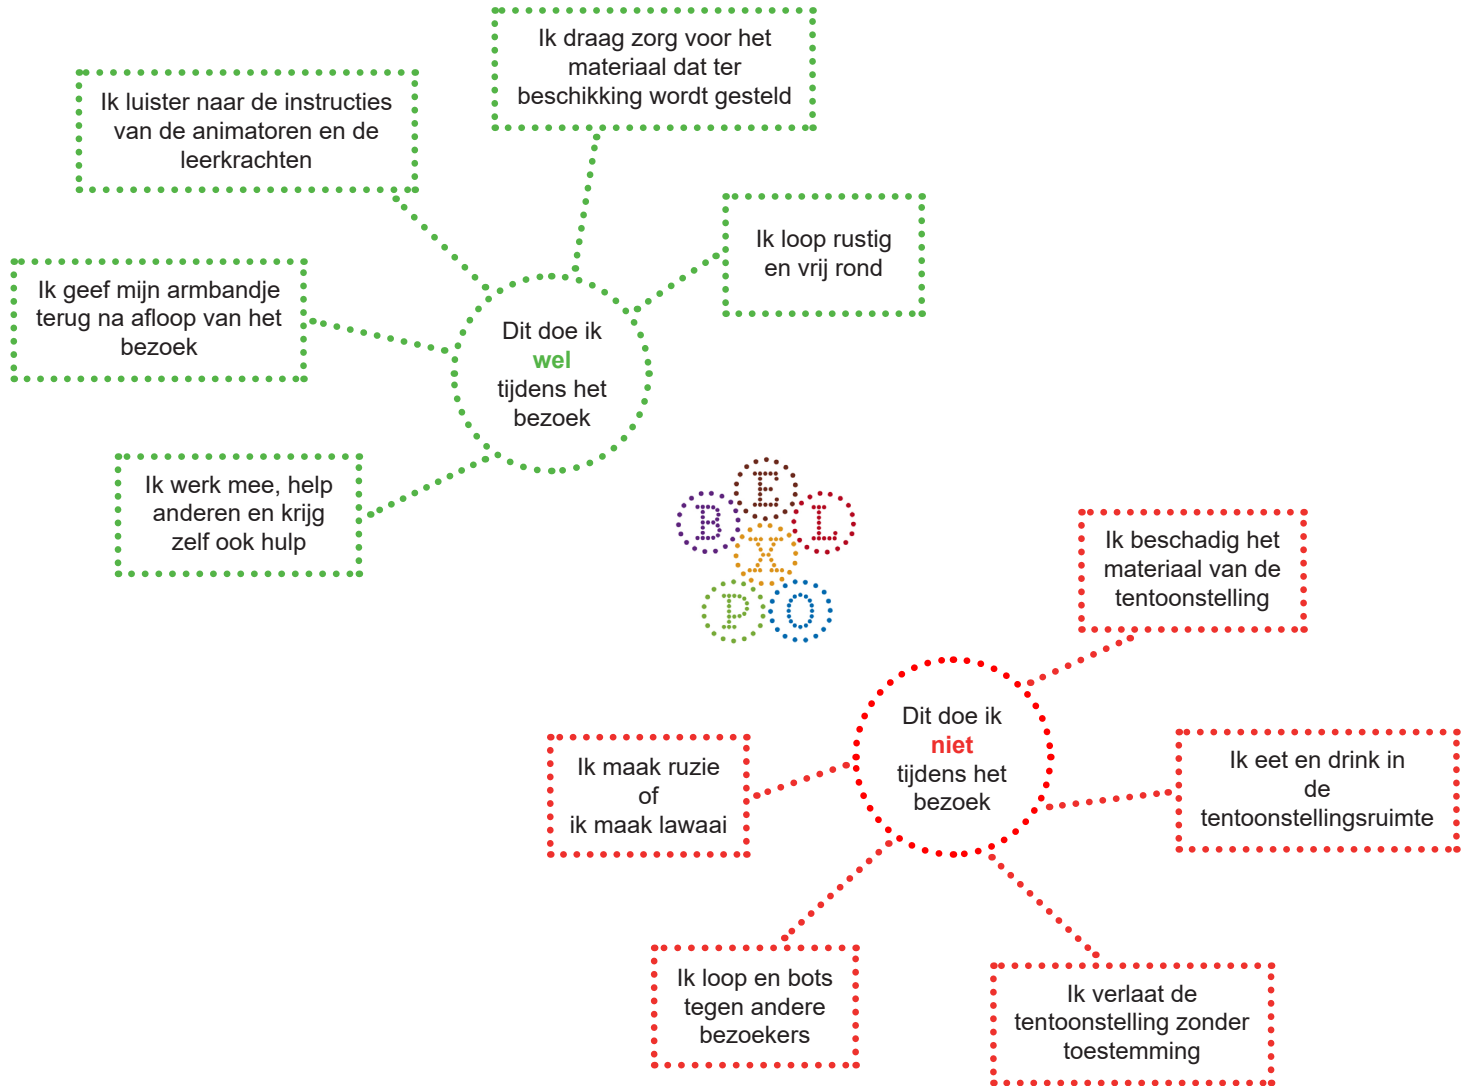 Ik draag zorg voor het
materiaal dat ter
beschikking wordt gesteld
Ik luister naar de instructies
van de animatoren en de
leerkrachten
Ik loop rustig
en vrij rond
Ik geef mijn armbandje
terug na afloop van het
bezoek
Dit doe ik
wel
tijdens het
bezoek
Ik werk mee, help
anderen en krijg
zelf ook hulp
BEL
X
PO
Ik beschadig het
materiaal van de
tentoonstelling
Dit doe ik
niet
tijdens het
bezoek
Ik maak ruzie
of
ik maak lawaai
Ik eet en drink in
de
tentoonstellingsruimte
Ik loop en bots
tegen andere
bezoekers
Ik verlaat de
tentoonstelling zonder
toestemming